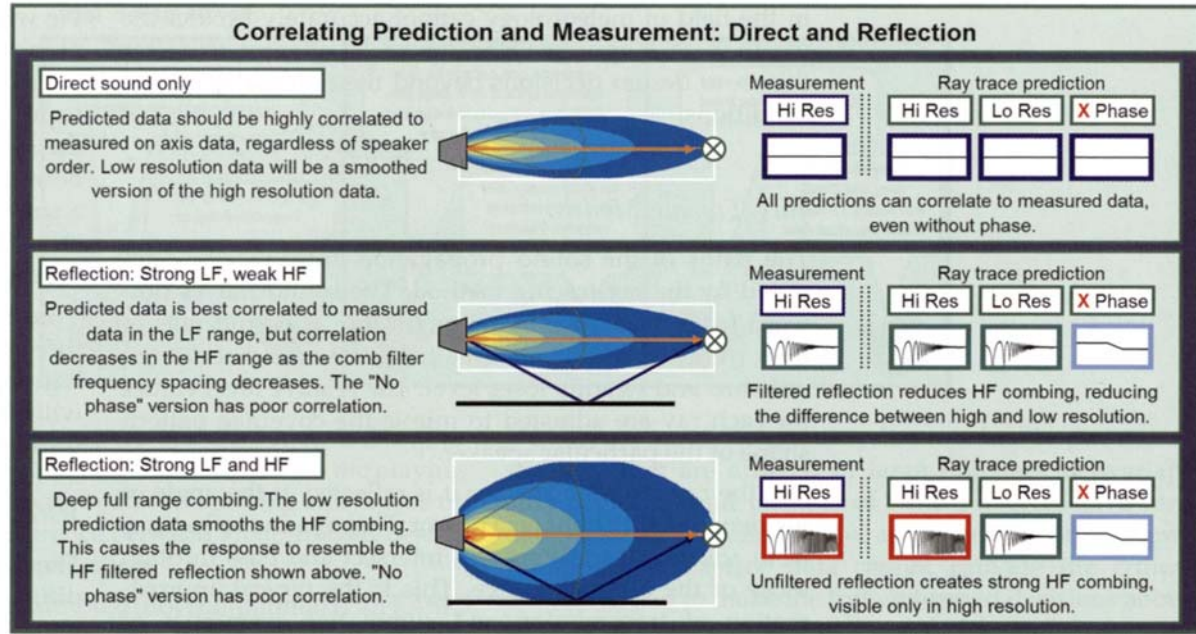 Correlating Prediction and Measurement: Direct and Reflection
Direct sound only
Predicted data should be highly correlated to
measured on axis data, regardless of speaker
order. Low resolution data will be a smoothed
version of the high resolution data.
Measurement
Ray trace prediction
Hi Res
Hi Res
Lo Res
X Phase
All predictions can correlate to measured data,
even without phase.
Reflection: Strong LF, weak HF
Predicted data is best correlated to measured
data in the LF range, but correlation
decreases in the HF range as the comb filter
frequency spacing decreases. The "No
phase" version has poor correlation.
Measurement
Ray trace prediction
Hi Res
Hi Res
Lo Res
X Phase
Filtered reflection reduces HF combing, reducing
the difference between high and low resolution.
Reflection: Strong LF and HF
Deep full range combing.The low resolution
prediction data smooths the HF combing.
This causes the response to resemble the
HF filtered reflection shown above. "No
phase" version has poor correlation.
Measurement
Ray trace prediction
Hi Res
Hi Res
Lo Res
X Phase
Unfiltered reflection creates strong HF combing,
visible only in high resolution.